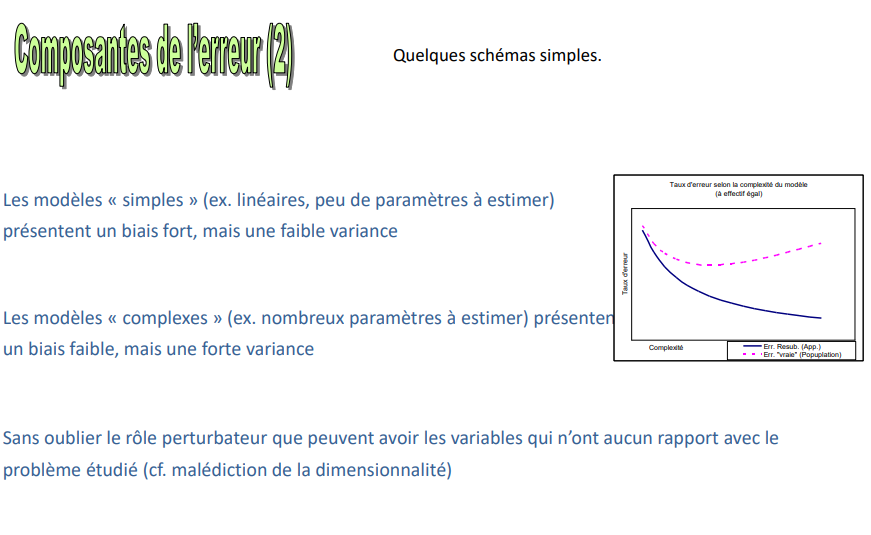 Composantes de l'erreur (2)
Quelques schémas simples.
Les modèles « simples » (ex. linéaires, peu de paramètres à estimer)
présentent un biais fort, mais une faible variance
Taux d'erreur selon la complexité du modèle
(à effectif égal)
Taux d'erreur
Complexité
Err. Resub. (App.)
Err. "vraie" (Popuplation)
Les modèles « complexes » (ex. nombreux paramètres à estimer) présenten
un biais faible, mais une forte variance
Sans oublier le rôle perturbateur que peuvent avoir les variables qui n’ont aucun rapport avec le
problème étudié (cf. malédiction de la dimensionnalité)